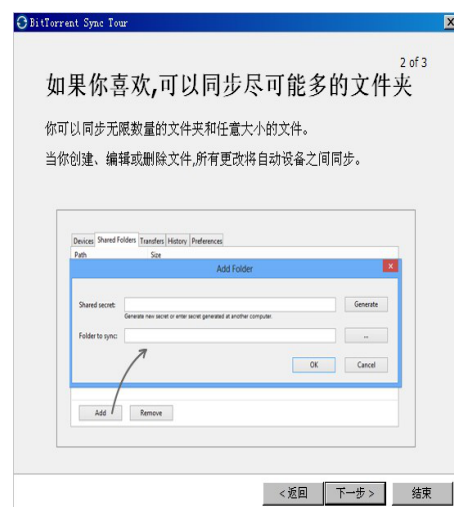 BitTorrent Sync Tour
2 of 3
如果你喜欢,可以同步尽可能多的文件夹
你可以同步无限数量的文件夹和任意大小的文件。
当你创建、编辑或删除文件,所有更改将自动设备之间同步。
Devices Shared Folders Transfers History Preferences
Path Size
Add Folder
Shared secret: Generate
Generate new secret or enter secret generated at another computer.
Folder to sync: ...
OK Cancel
Add Remove
<返回 下一步> 结束